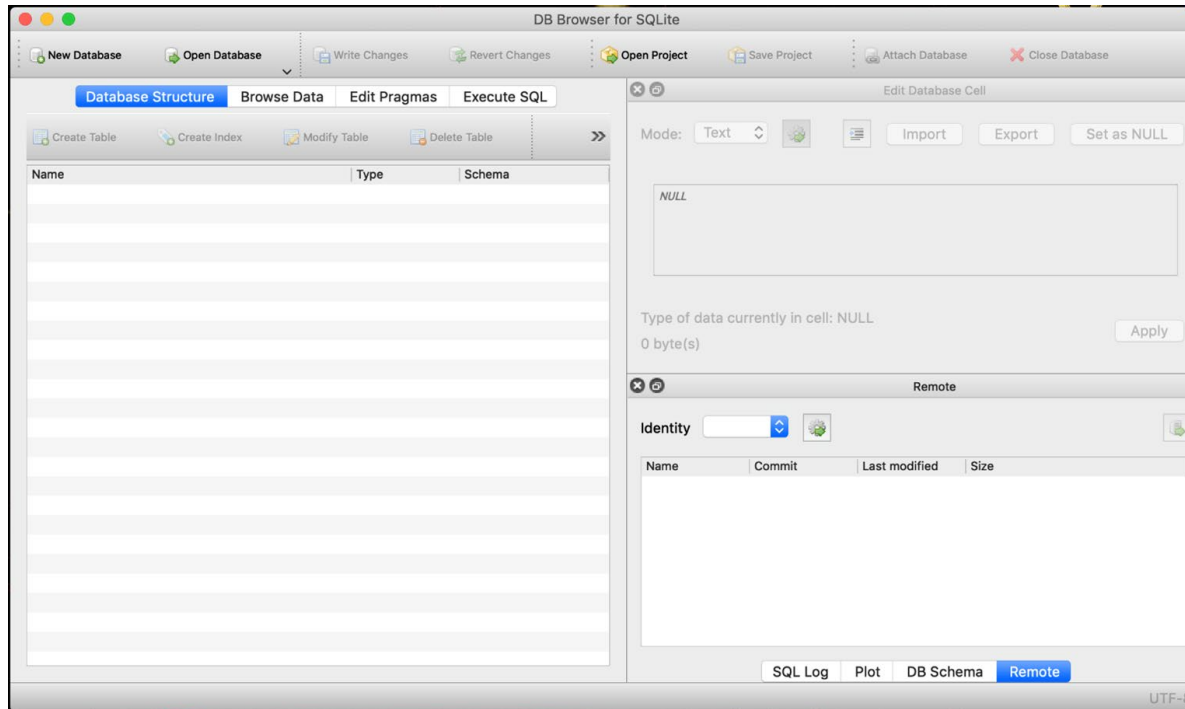 DB Browser for SQLite
New Database Open Database Write Changes Revert Changes Open Project Save Project Attach Database Close Database
Database Structure Browse Data Edit Pragmas Execute SQL
Create Table Create Index Modify Table Delete Table »
Name Type Schema
Edit Database Cell
Mode: Text Import Export Set as NULL
NULL
Type of data currently in cell: NULL
0 byte(s)
Apply
Remote
Identity
Name Commit Last modified Size
SQL Log Plot DB Schema Remote